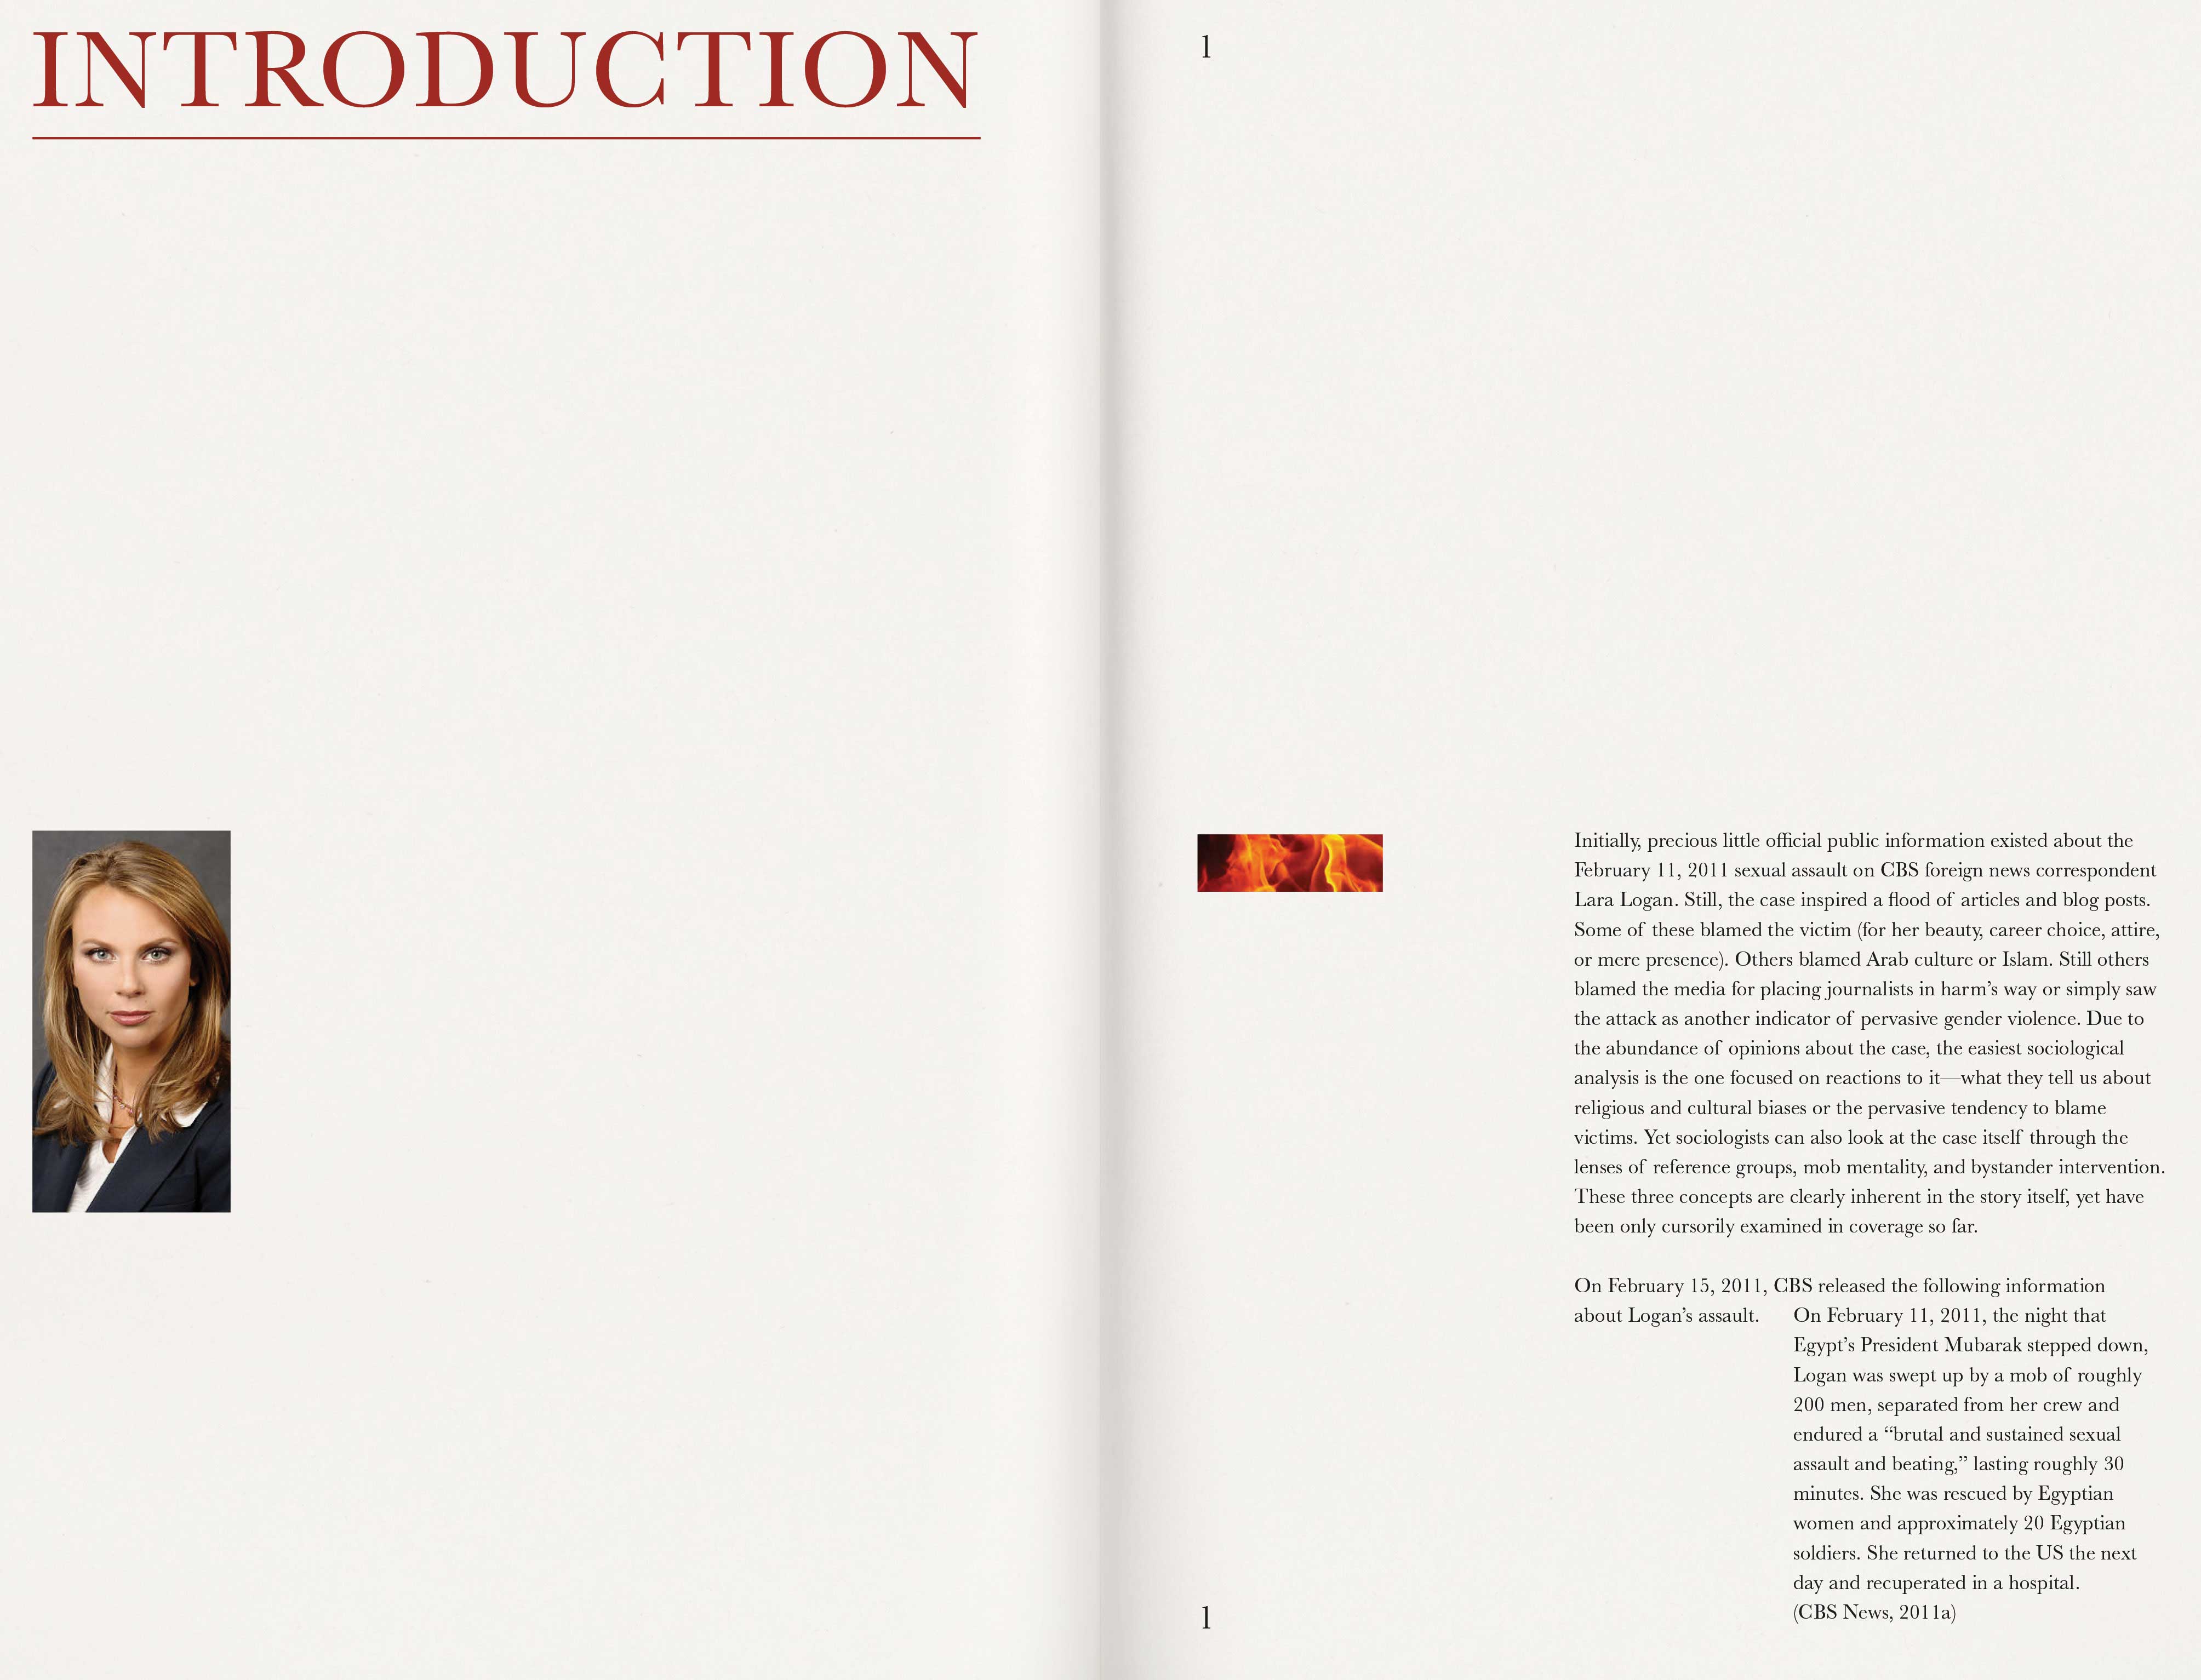 INTRODUCTION
1
Initially, precious little official public information existed about the
February 11, 2011 sexual assault on CBS foreign news correspondent
Lara Logan. Still, the case inspired a flood of articles and blog posts.
Some of these blamed the victim (for her beauty, career choice, attire,
or mere presence). Others blamed Arab culture or Islam. Still others
blamed the media for placing journalists in harm’s way or simply saw
the attack as another indicator of pervasive gender violence. Due to
the abundance of opinions about the case, the easiest sociological
analysis is the one focused on reactions to it—what they tell us about
religious and cultural biases or the pervasive tendency to blame
victims. Yet sociologists can also look at the case itself through the
lenses of reference groups, mob mentality, and bystander intervention.
These three concepts are clearly inherent in the story itself, yet have
been only cursorily examined in coverage so far.
On February 15, 2011, CBS released the following information
about Logan’s assault. On February 11, 2011, the night that
Egypt’s President Mubarak stepped down,
Logan was swept up by a mob of roughly
200 men, separated from her crew and
endured a “brutal and sustained sexual
assault and beating,” lasting roughly 30
minutes. She was rescued by Egyptian
women and approximately 20 Egyptian
soldiers. She returned to the US the next
day and recuperated in a hospital.
(CBS News, 2011a)
1